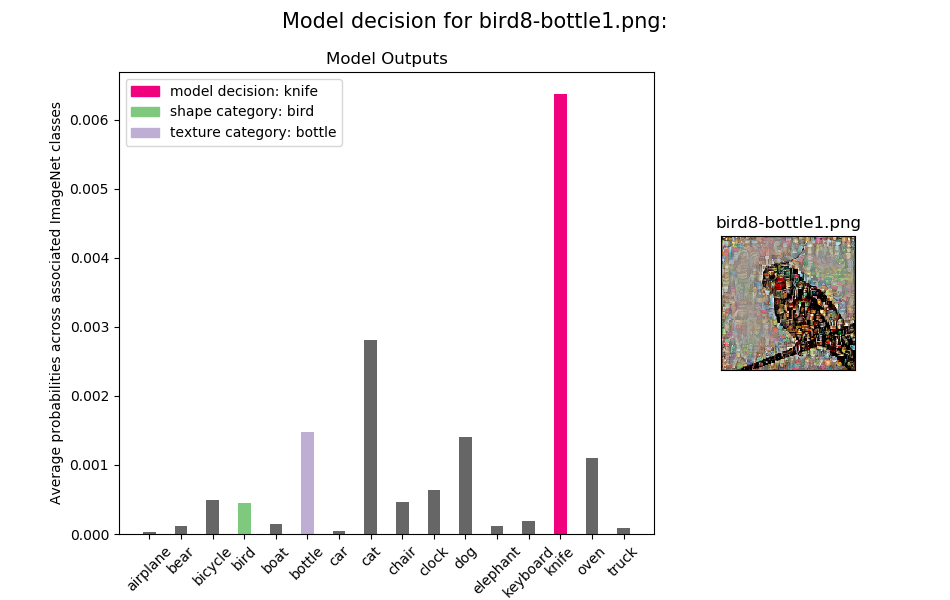 Model decision for bird8-bottle1.png:
Model Outputs
model decision: knife
shape category: bird
texture category: bottle
Average probabilities across associated ImageNet classes
0.006
0.005
0.004
0.003
0.002
0.001
0.000
airplane
bear
bicycle
bird
boat
bottle
car
cat
chair
clock
dog
elephant
keyboard
knife
oven
truck
bird8-bottle1.png